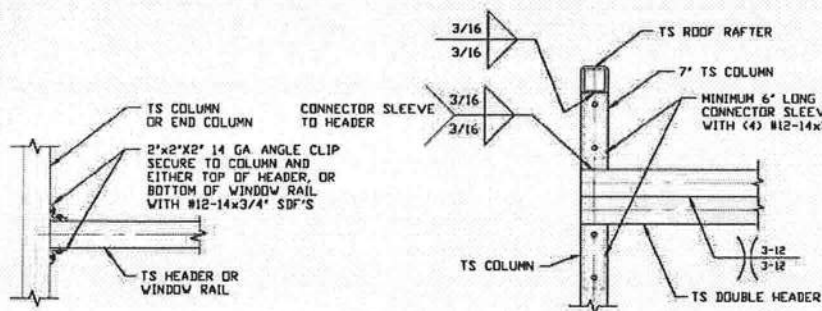 TS COLUMN
OR END COLUMN
2"x2"X2" 14 GA ANGLE CLIP
SECURE TO COLUMN AND
EITHER TOP OF HEADER, OR
BOTTOM OF WINDOW RAIL
WITH #12-14x3/4" SDF'S
TS HEADER OR
WINDOW RAIL
3/16
3/16
CONNECTOR SLEEVE
TO HEADER
3/16
3/16
TS ROOF RAFTER
7' TS COLUMN
MINIMUM 6" LONG
CONNECTOR SLEEV
WITH (4) #12-14x
TS COLUMN
3-12
3-12
TS DOUBLE HEADER